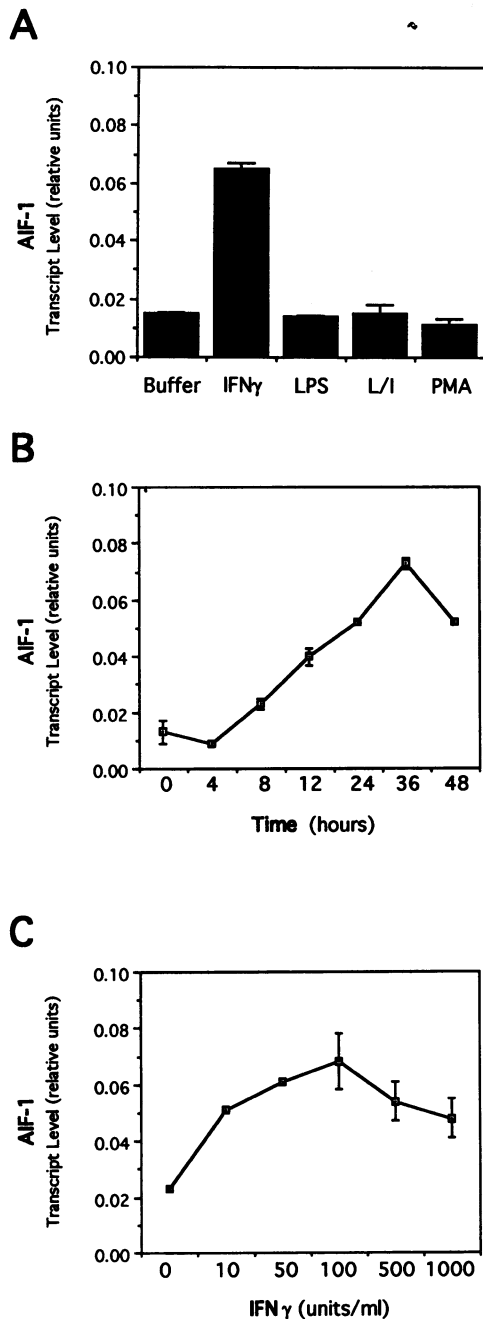 A
AIF-1
Transcript Level (relative units)
0.10
0.08
0.06
0.04
0.02
0.00
Buffer IFNγ LPS L/I PMA
B
AIF-1
Transcript Level (relative units)
0.10
0.08
0.06
0.04
0.02
0.00
0 4 8 12 24 36 48
Time (hours)
C
AIF-1
Transcript Level (relative units)
0.10
0.08
0.06
0.04
0.02
0.00
0 10 50 100 500 1000
IFN γ (units/ml)